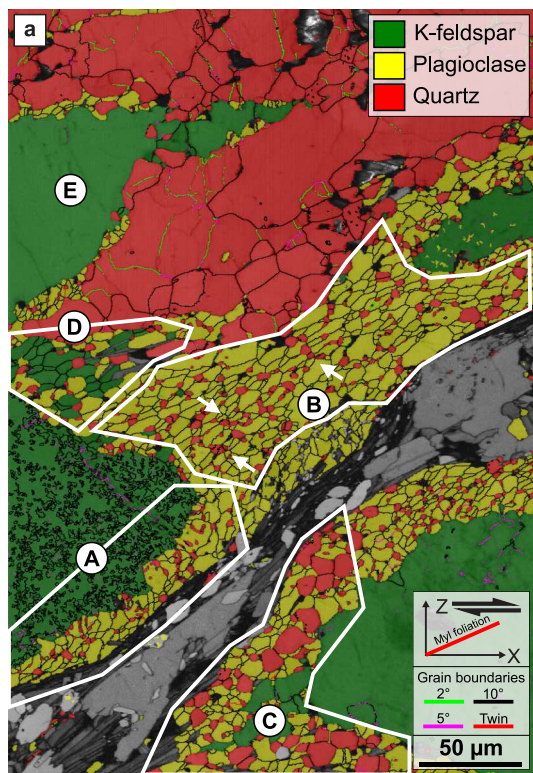 a
K-feldspar
Plagioclase
Quartz
E
D
B
A
C
Z
Myl foliation
X
Grain boundaries
2° 10°
5° Twin
50 µm